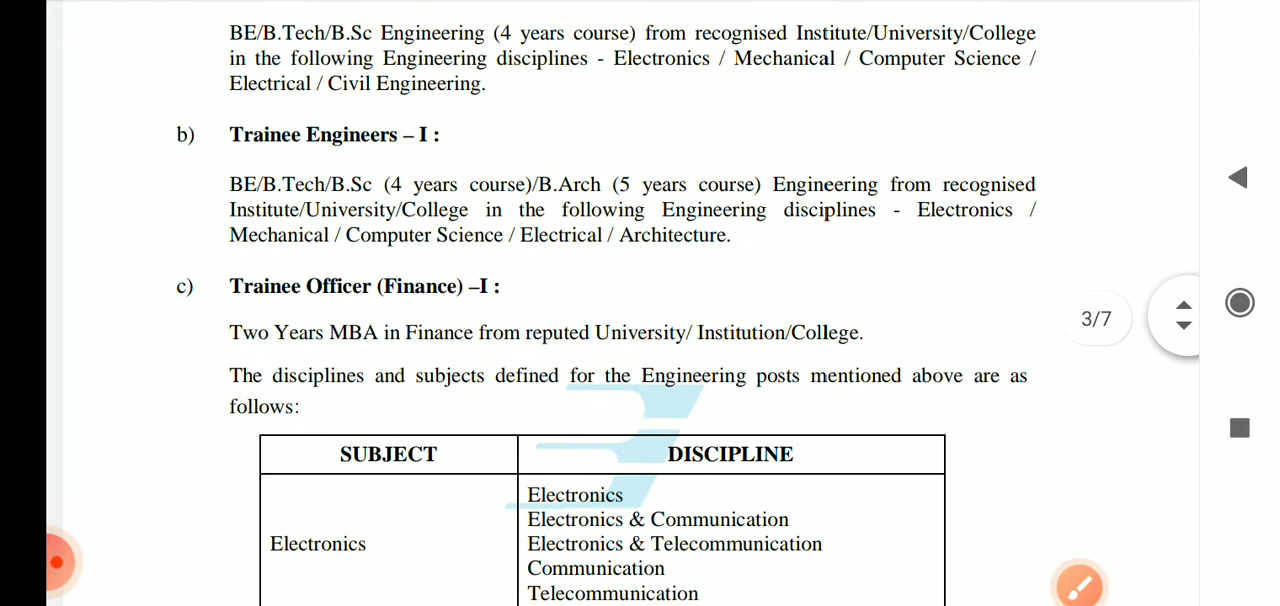 BE/B.Tech/B.Sc Engineering (4 years course) from recognised Institute/University/College
in the following Engineering disciplines - Electronics / Mechanical / Computer Science /
Electrical / Civil Engineering.
b) Trainee Engineers – I :
BE/B.Tech/B.Sc (4 years course)/B.Arch (5 years course) Engineering from recognised
Institute/University/College in the following Engineering disciplines - Electronics /
Mechanical / Computer Science / Electrical / Architecture.
c) Trainee Officer (Finance) –I :
3/7
Two Years MBA in Finance from reputed University/ Institution/College.
The disciplines and subjects defined for the Engineering posts mentioned above are as
follows:
SUBJECT DISCIPLINE
Electronics
Electronics & Communication
Electronics Electronics & Telecommunication
Communication
Telecommunication